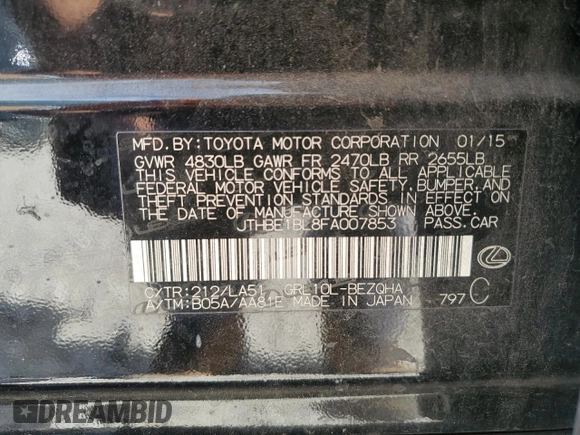 MFD.BY:TOYOTA MOTOR CORPORATION 01/15
GVWR 4830LB GAWR FR 2470LB RR 2655LB
THIS VEHICLE CONFORMS TO ALL APPLICABLE
FEDERAL MOTOR VEHICLE SAFETY,BUMPER,AND
THEFT PREVENTION STANDARDS IN EFFECT ON
THE DATE OF MANUFACTURE SHOWN ABOVE.
JTHBE1BL8FA007853 PASS.CAR
C/TR:212/LA51 GRL10L-BEZQHA
A/TM:B05A/AA81E MADE IN JAPAN 797 C
DREAMBID